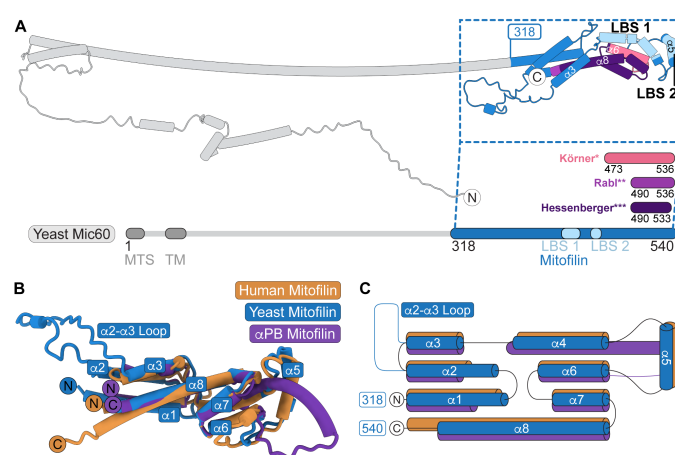 A
318
LBS 1
α6
α5
α8
α3
C
LBS 2
Körner*
473 536
Rabl**
490 536
Hessenberger***
490 533
N
Yeast Mic60
1
MTS TM
318 LBS 1 LBS 2 540
Mitofilin
B
Human Mitofilin
Yeast Mitofilin
αPB Mitofilin
α2-α3 Loop
α2 α3 α8 α5
N N N C
α1 α7
α6
C
C
α2-α3 Loop
α3 α4
α5
α2 α6
318 N α1 α7
540 C α8